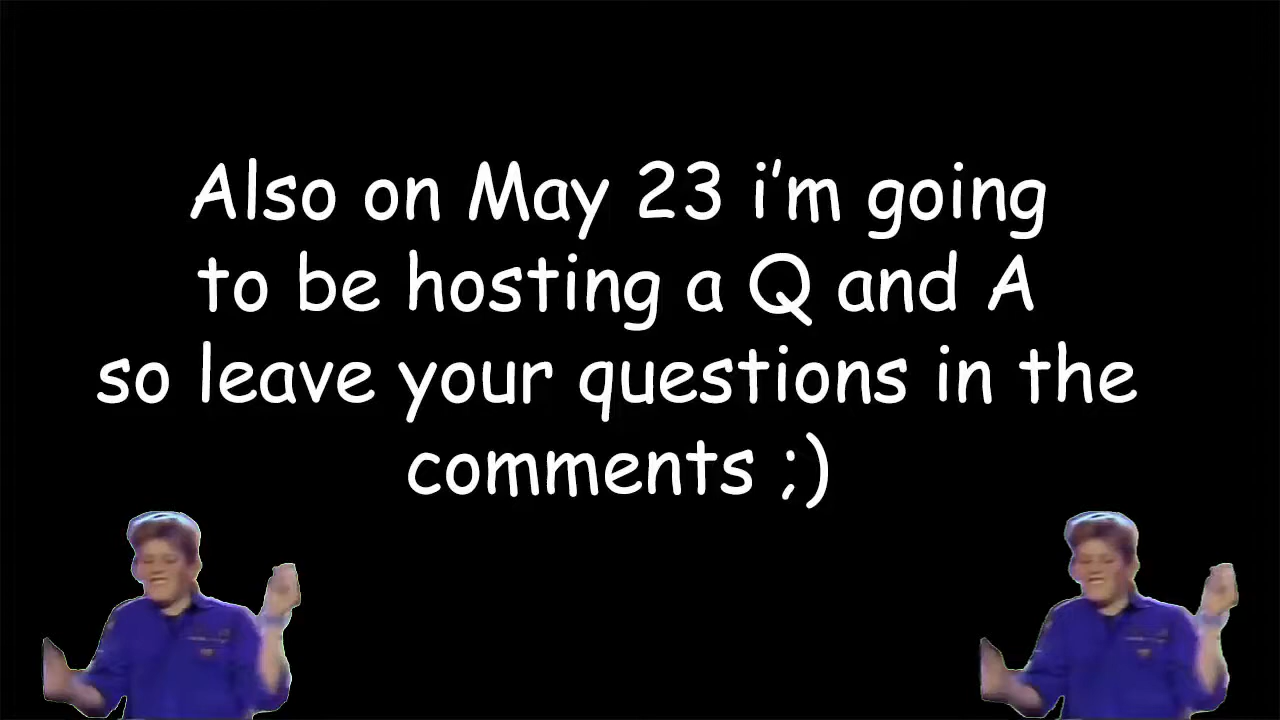 Also on May 23 i'm going
to be hosting a Q and A
so leave your questions in the
comments ;)